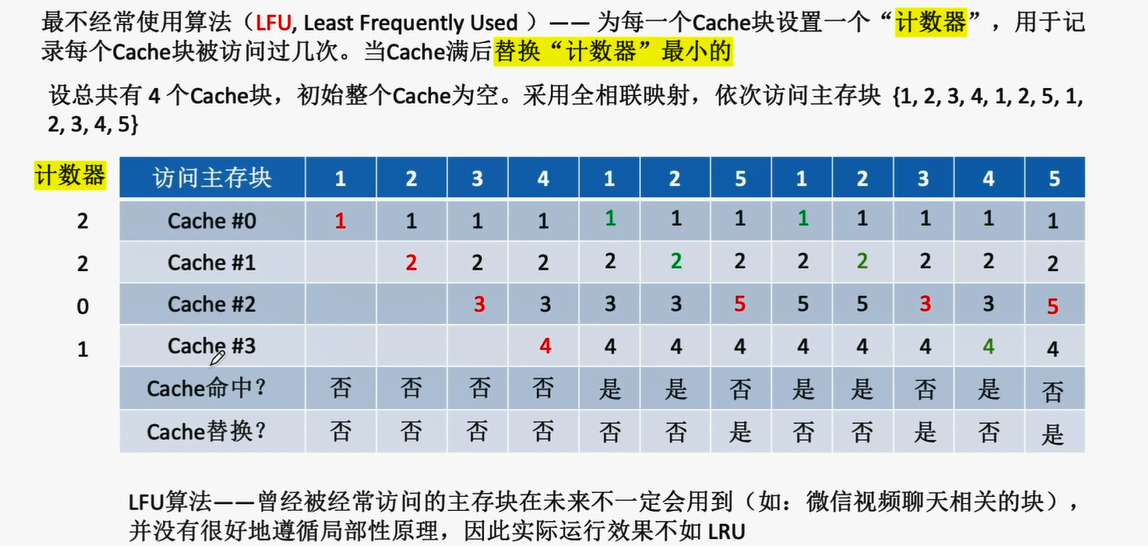 最不经常使用算法（LFU, Least Frequently Used ）—— 为每一个Cache块设置一个“计数器”，用于记
录每个Cache块被访问过几次。当Cache满后替换“计数器”最小的
设总共有 4 个Cache块，初始整个Cache为空。采用全相联映射，依次访问主存块 {1, 2, 3, 4, 1, 2, 5, 1,
2, 3, 4, 5}
计数器 访问主存块 1 2 3 4 1 2 5 1 2 3 4 5
2 Cache #0 1 1 1 1 1 1 1 1 1 1 1 1
2 Cache #1 2 2 2 2 2 2 2 2 2 2 2
0 Cache #2 3 3 3 3 5 5 5 3 3 5
1 Cache #3 4 4 4 4 4 4 4 4 4
Cache命中？ 否 否 否 否 是 是 否 是 是 否 是 否
Cache替换？ 否 否 否 否 否 否 是 否 否 是 否 是
LFU算法——曾经被经常访问的主存块在未来不一定会用到（如：微信视频聊天相关的块），
并没有很好地遵循局部性原理，因此实际运行效果不如 LRU